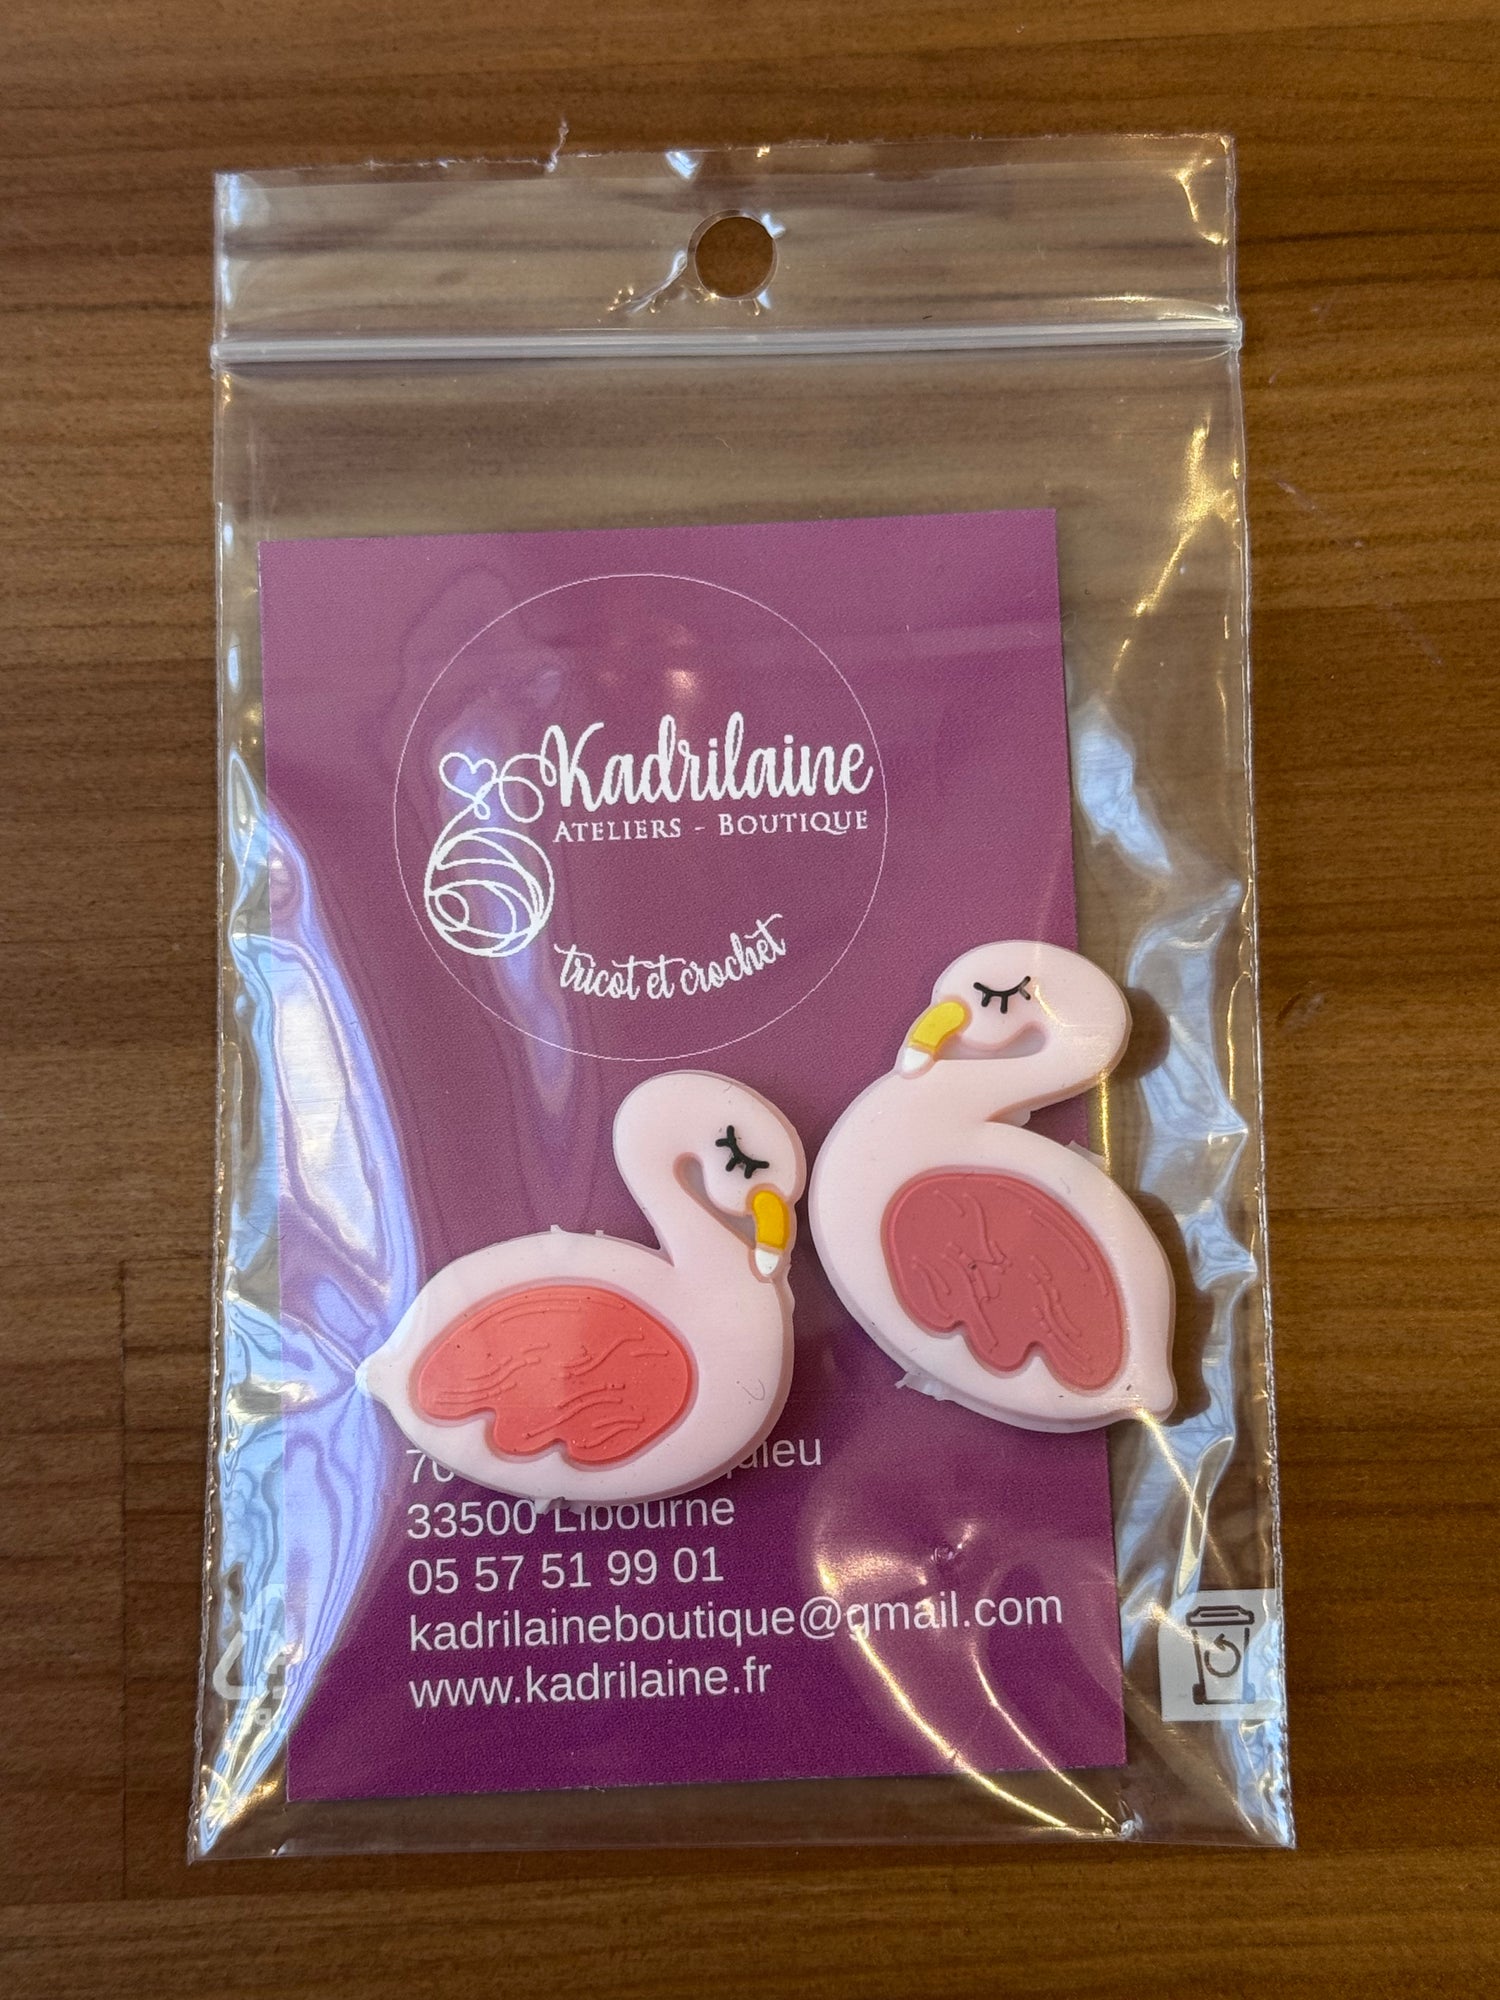 Kadrilaine
ATELIERS - BOUTIQUE
tricot et crochet
33500 Libourne
05 57 51 99 01
kadrilaineboutique@gmail.com
www.kadrilaine.fr